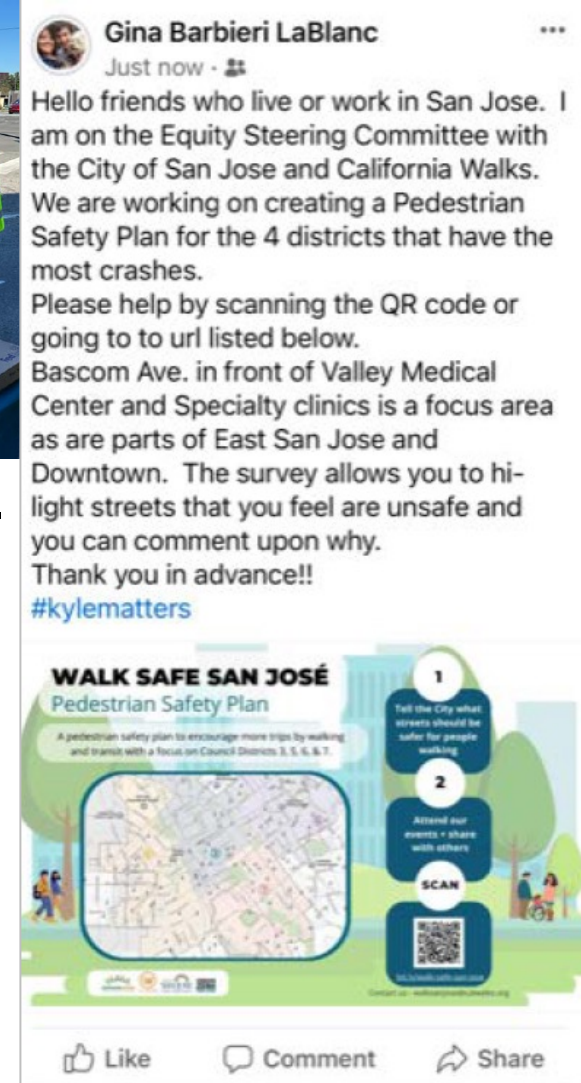 Gina Barbieri LaBlanc
Just now ·
Hello friends who live or work in San Jose. I
am on the Equity Steering Committee with
the City of San Jose and California Walks.
We are working on creating a Pedestrian
Safety Plan for the 4 districts that have the
most crashes.
Please help by scanning the QR code or
going to to url listed below.
Bascom Ave. in front of Valley Medical
Center and Specialty clinics is a focus area
as are parts of East San Jose and
Downtown. The survey allows you to hi-
light streets that you feel are unsafe and
you can comment upon why.
Thank you in advance!!
#kylematters
WALK SAFE SAN JOSÉ
Pedestrian Safety Plan
A pedestrian safety plan to encourage more trips by walking
and transit with a focus on Council Districts 3, 5, 6, & 7.
1
Tell the City what
streets should be
safer for people
walking
2
Attend our
events + share
with others
SCAN
Like
Comment
Share